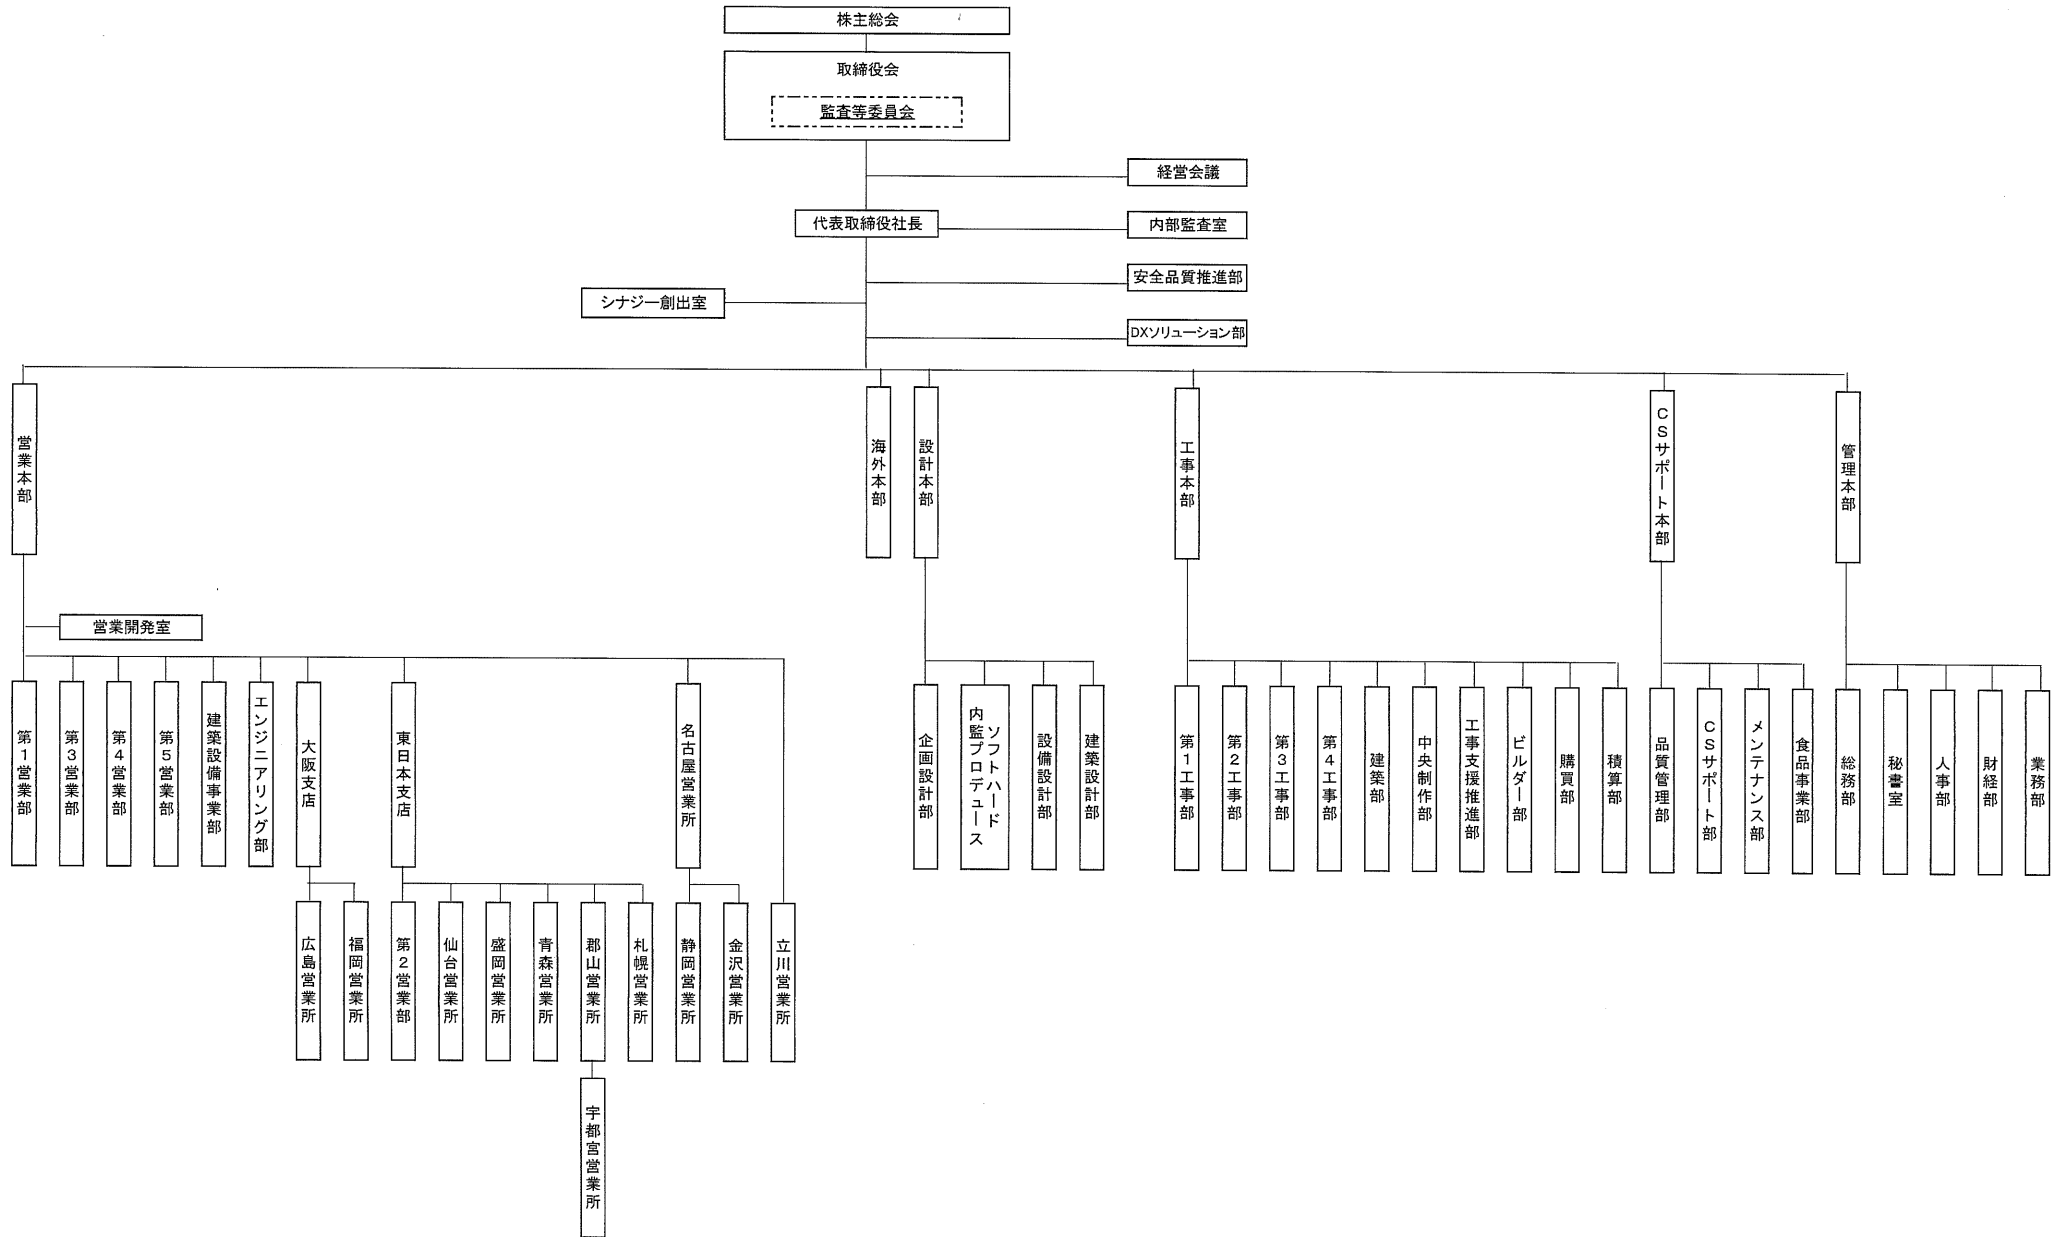 株主総会
取締役会
監査等委員会
経営会議
代表取締役社長
内部監査室
安全品質推進部
シナジー創出室
DXソリューション部
営業本部
海外本部
設計本部
工事本部
CSサポート本部
管理本部
営業開発室
第1営業部
第3営業部
第4営業部
第5営業部
建築設備事業部
エンジニアリング部
大阪支店
東日本支店
名古屋営業所
企画設計部
ソフトハード
内監プロデュース
設備設計部
建築設計部
第1工事部
第2工事部
第3工事部
第4工事部
建築部
中央制作部
工事支援推進部
ビルダー部
購買部
積算部
品質管理部
CSサポート部
メンテナンス部
食品事業部
総務部
秘書室
人事部
財経部
業務部
広島営業所
福岡営業所
第2営業部
仙台営業所
盛岡営業所
青森営業所
郡山営業所
札幌営業所
静岡営業所
金沢営業所
立川営業所
宇都宮営業所